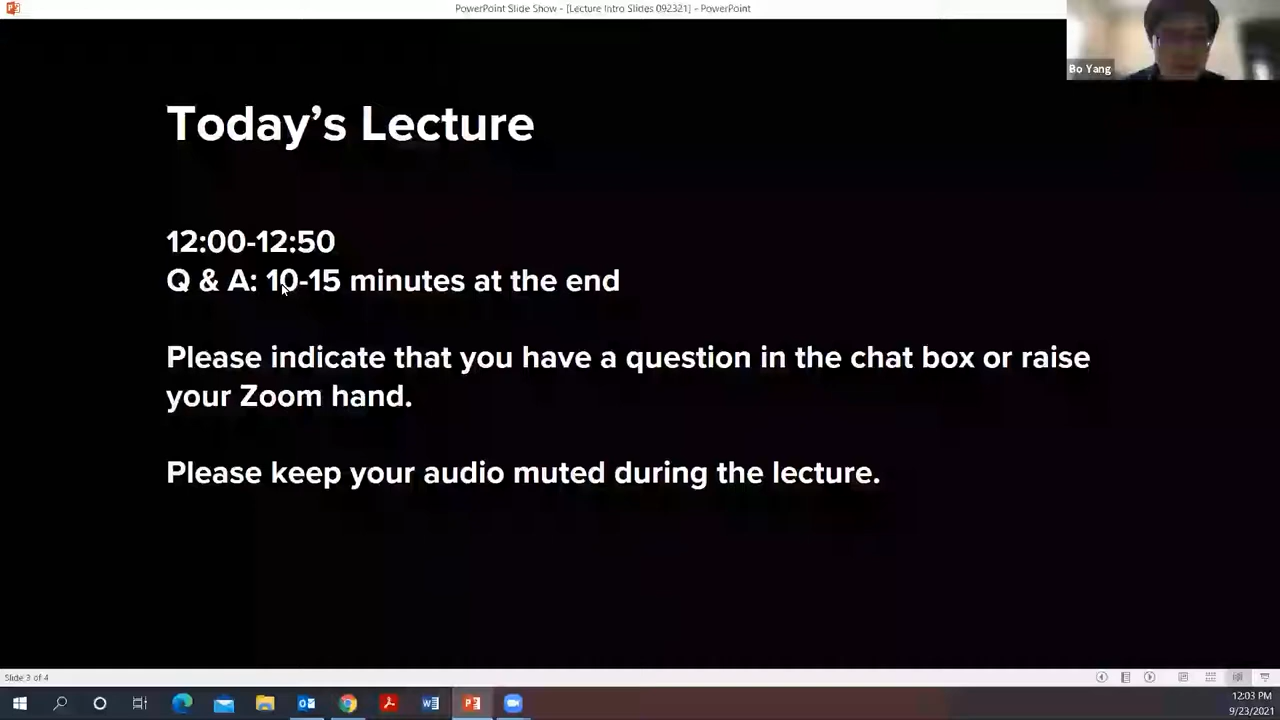 PowerPoint Slide Show - [Lecture Intro Slides 092321] - PowerPoint
Bo Yang
Today’s Lecture
12:00-12:50
Q & A: 10-15 minutes at the end
Please indicate that you have a question in the chat box or raise
your Zoom hand.
Please keep your audio muted during the lecture.
Slide 3 of 4
12:03 PM
9/23/2021